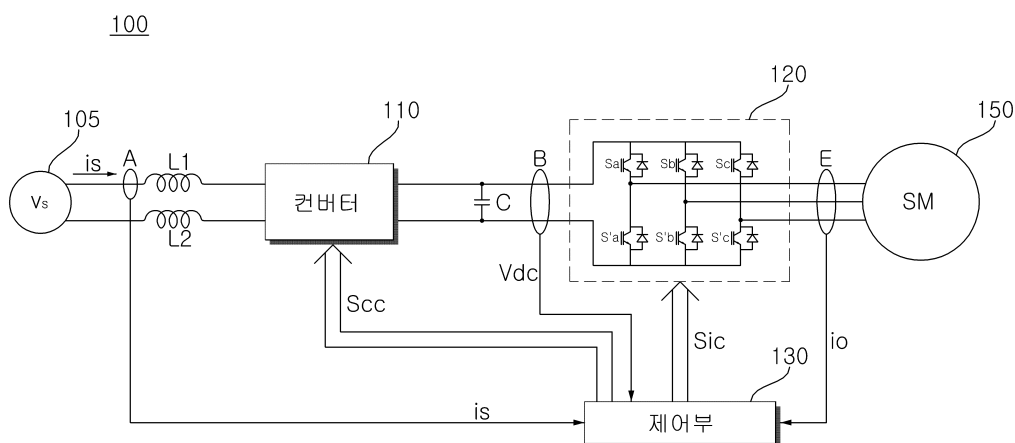 100
105
is
A
L1
L2
Vs
110
컨버터
C
B
Vdc
120
Sa
Sb
Sc
S'a
S'b
S'c
E
150
SM
Scc
Sic
io
130
is
제어부